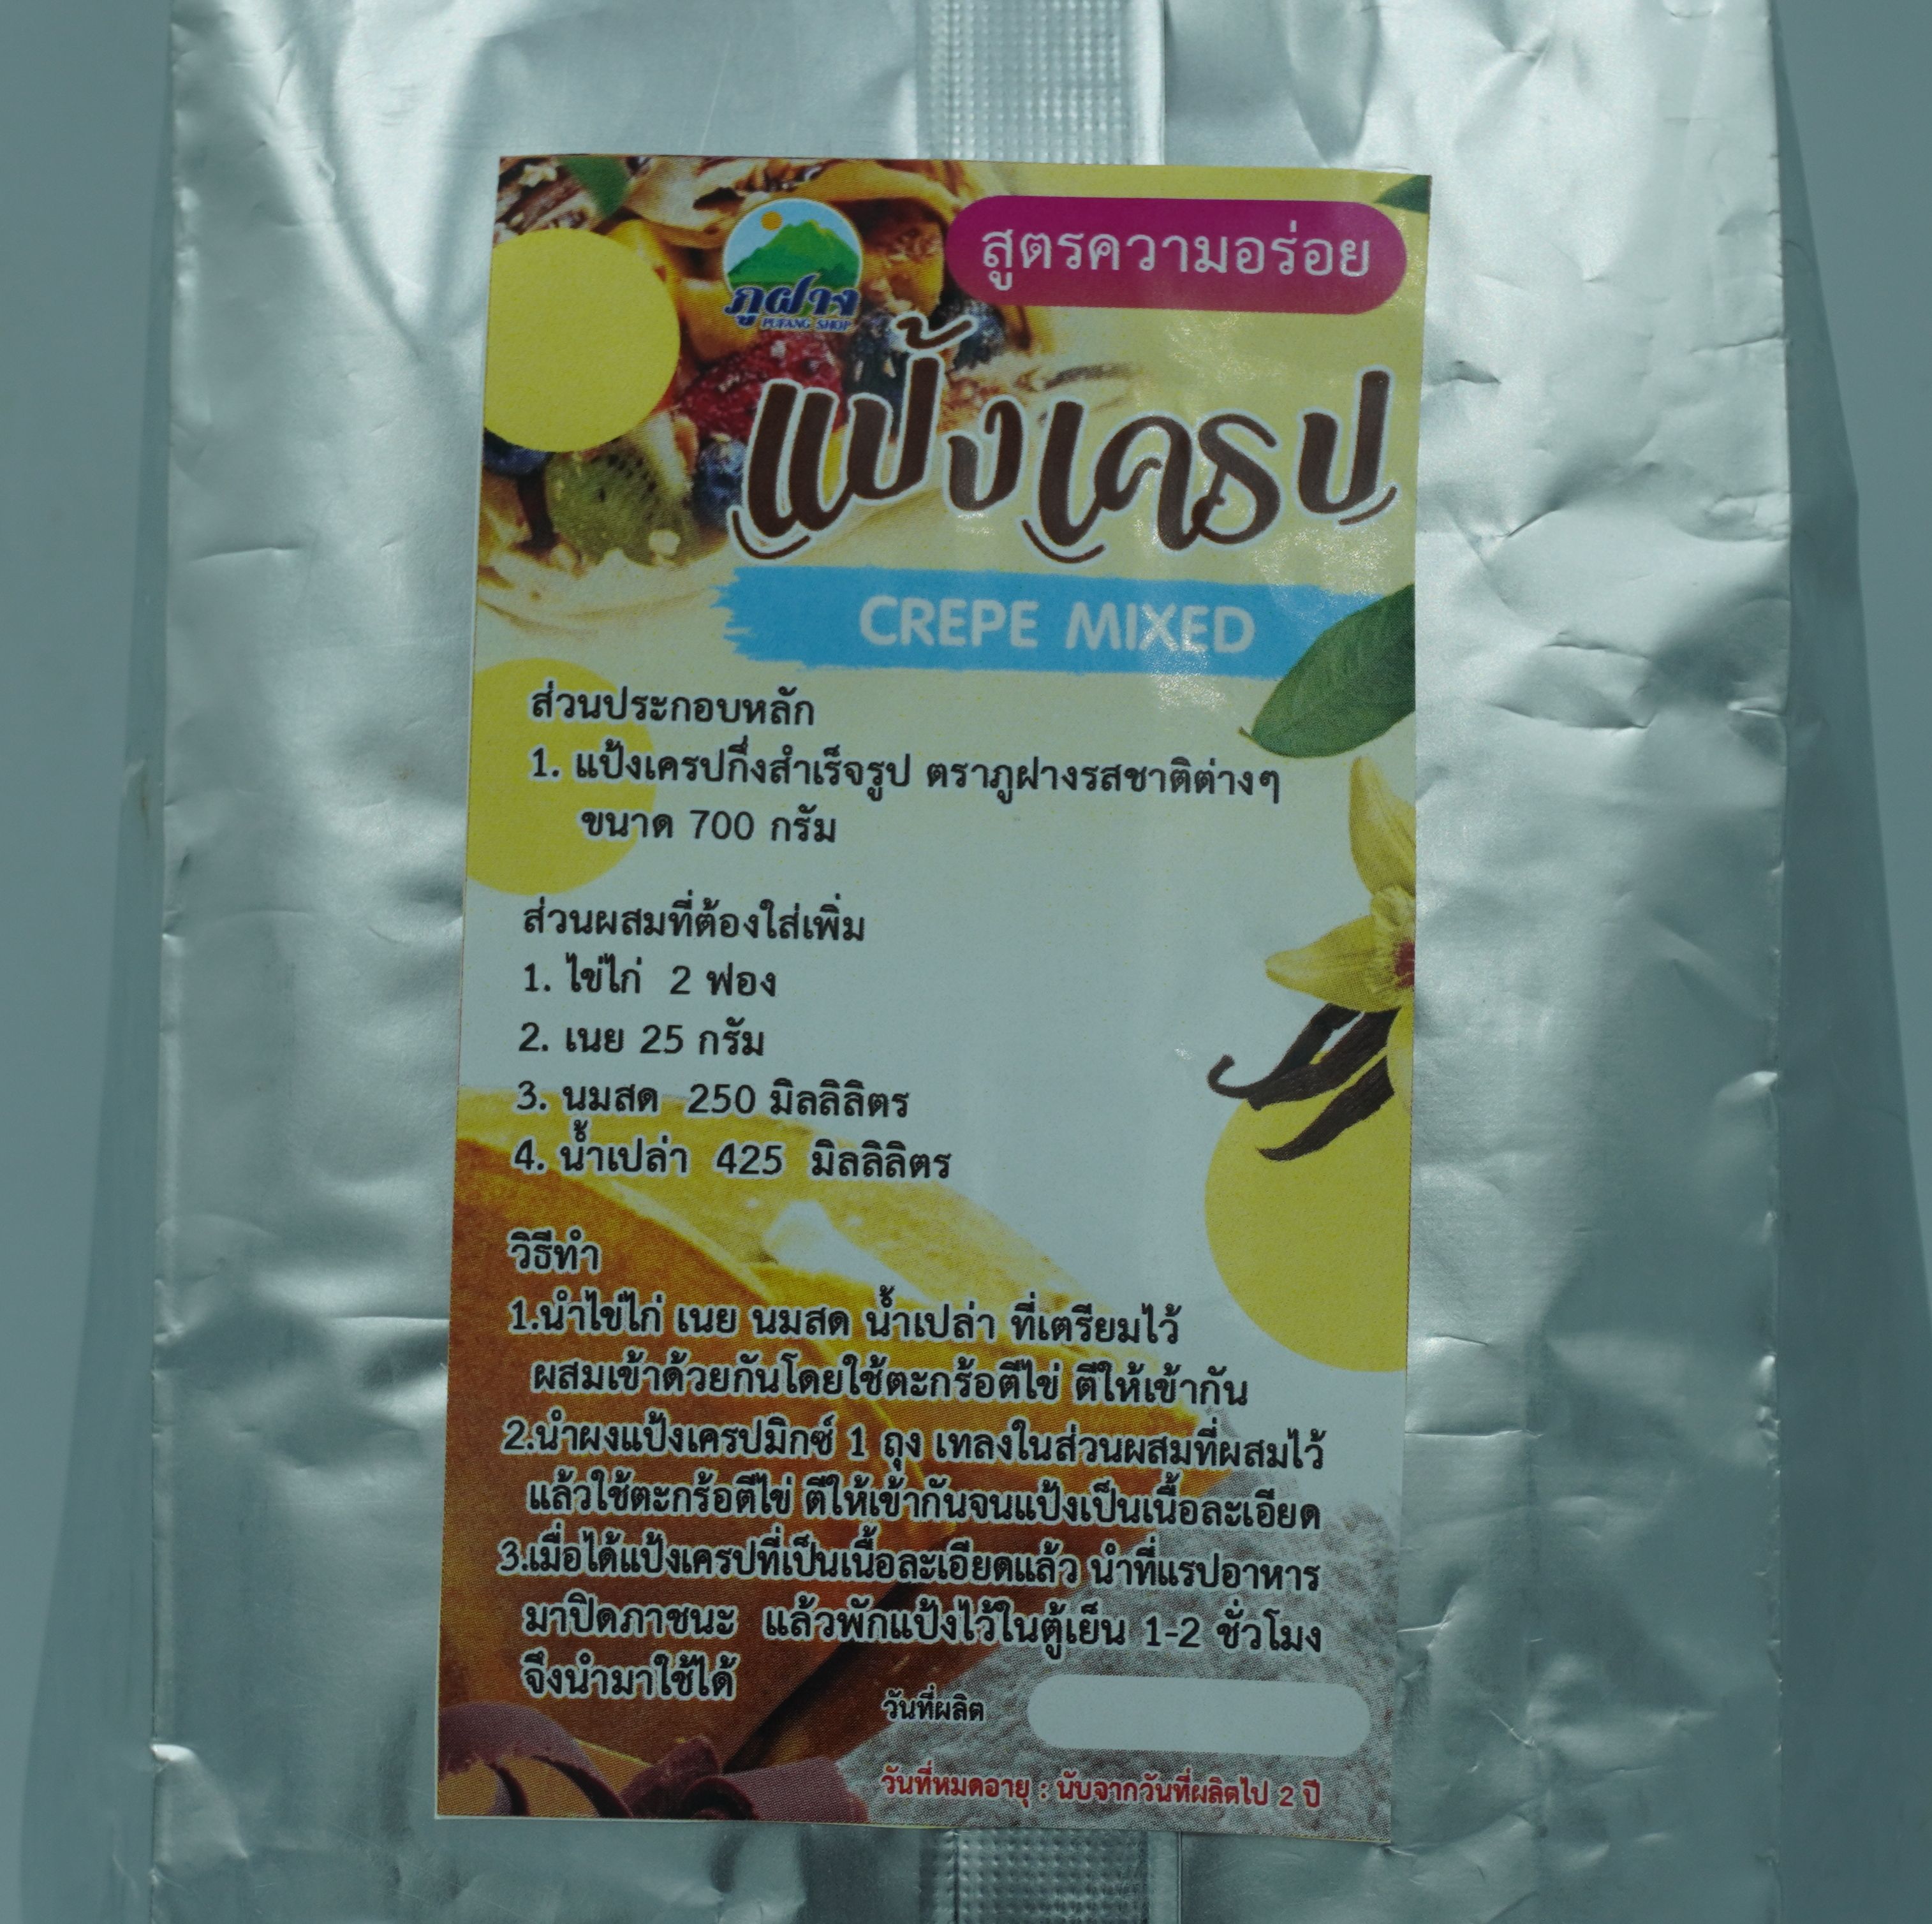 สูตรความอร่อย
ภูฝาง
PUFANG SHOP
แป้งเครป
CREPE MIXED
ส่วนประกอบหลัก
1. แป้งเครปกึ่งสำเร็จรูป ตราภูฝางรสชาติต่างๆ
ขนาด 700 กรัม
ส่วนผสมที่ต้องใส่เพิ่ม
1. ไข่ไก่ 2 ฟอง
2. เนย 25 กรัม
3. นมสด 250 มิลลิลิตร
4. น้ำเปล่า 425 มิลลิลิตร
วิธีทำ
1.นำไข่ไก่ เนย นมสด น้ำเปล่า ที่เตรียมไว้
ผสมเข้าด้วยกันโดยใช้ตะกร้อตีไข่ ตีให้เข้ากัน
2.นำผงแป้งเครปมิกซ์ 1 ถุง เทลงในส่วนผสมที่ผสมไว้
แล้วใช้ตะกร้อตีไข่ ตีให้เข้ากันจนแป้งเป็นเนื้อละเอียด
3.เมื่อได้แป้งเครปที่เป็นเนื้อละเอียดแล้ว นำที่แรปอาหาร
มาปิดภาชนะ แล้วพักแป้งไว้ในตู้เย็น 1-2 ชั่วโมง
จึงนำมาใช้ได้
วันที่ผลิต
วันที่หมดอายุ : นับจากวันที่ผลิตไป 2 ปี